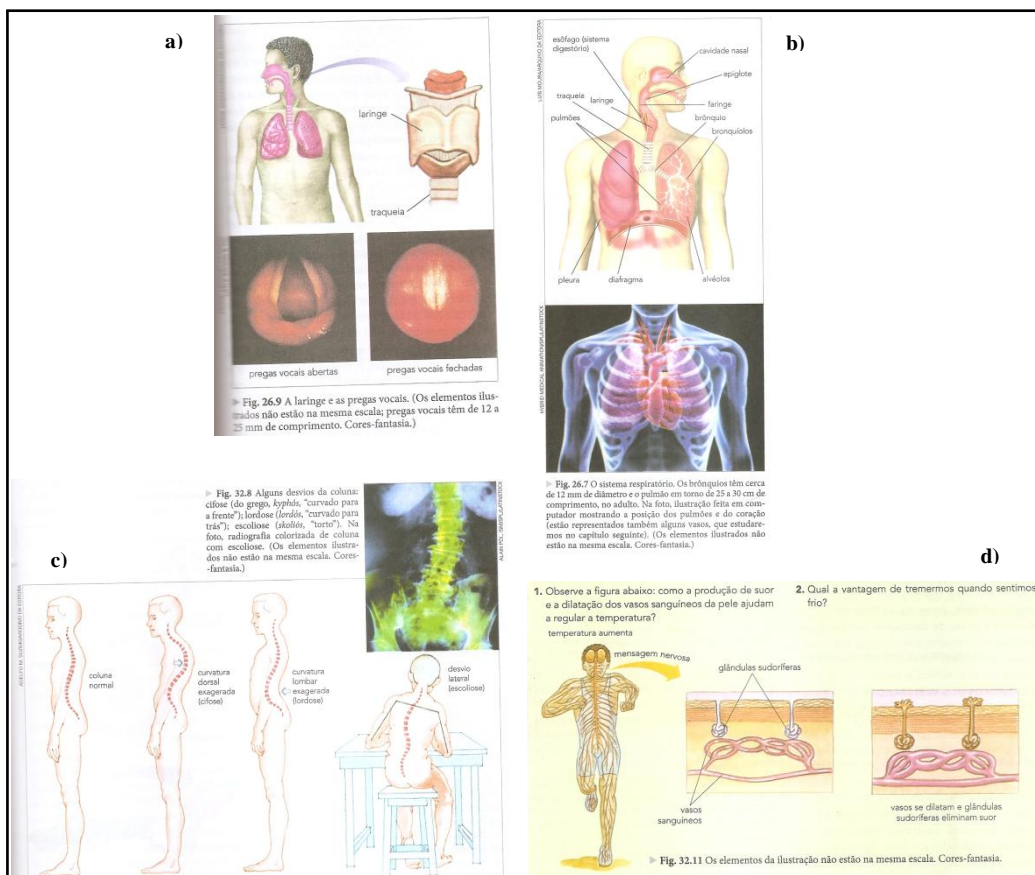 a)
laringe
traqueia
pregas vocais abertas
pregas vocais fechadas
Fig. 26.9 A laringe e as pregas vocais. (Os elementos ilus-
trados não estão na mesma escala; pregas vocais têm de 12 a
25 mm de comprimento. Cores-fantasia.)
b)
LUIS MOURA/ARQUIVO DA EDITORA
esôfago (sistema
digestório)
cavidade nasal
apiglote
traqueia
laringe
faringe
pulmões
brônquio
bronquíolos
pleura
diafragma
alvéolos
HYBRID MEDICAL ANIMATION/SPL/LATINSTOCK
Fig. 26.7 O sistema respiratório. Os brônquios têm cerca
de 12 mm de diâmetro e o pulmão em torno de 25 a 30 cm de
comprimento, no adulto. Na foto, ilustração feita em com-
putador mostrando a posição dos pulmões e do coração
(estão representados também alguns vasos, que estudare-
mos no capítulo seguinte). (Os elementos ilustrados não
estão na mesma escala. Cores-fantasia.)
c)
Fig. 32.8 Alguns desvios da coluna:
cifose (do grego, kyphós, "curvado para
a frente"); lordose (lordós, "curvado para
trás"); escoliose (skoliós, "torto"). Na
foto, radiografia colorizada de coluna
com escoliose. (Os elementos ilustra-
dos não estão na mesma escala. Cores-
-fantasia.)
coluna
normal
curvatura
dorsal
exagerada
(cifose)
curvatura
lombar
exagerada
(lordose)
desvio
lateral
(escoliose)
d)
1. Observe a figura abaixo: como a produção de suor
e a dilatação dos vasos sanguíneos da pele ajudam
a regular a temperatura?
2. Qual a vantagem de tremermos quando sentimos
frio?
temperatura aumenta
mensagem nervosa
glândulas sudoríferas
vasos
sanguíneos
vasos se dilatam e glândulas
sudoríferas eliminam suor
Fig. 32.11 Os elementos da ilustração não estão na mesma escala. Cores-fantasia.